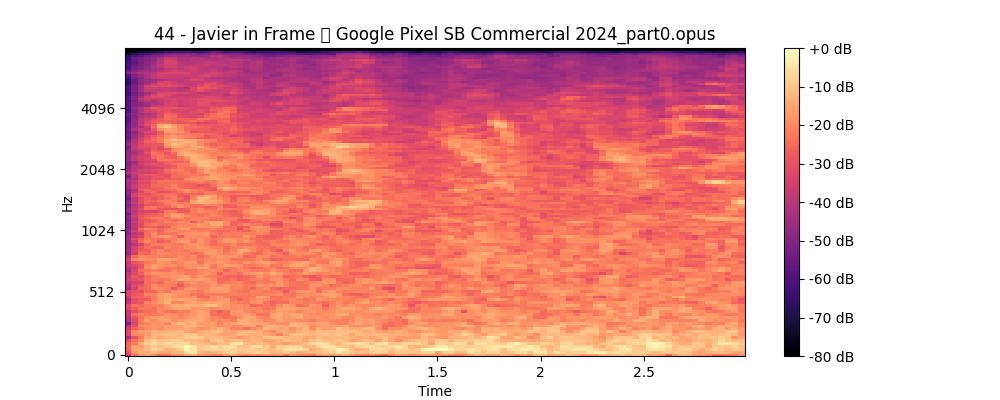 44 - Javier in Frame  Google Pixel SB Commercial 2024_part0.opus
4096
2048
1024
512
0
Hz
0 0.5 1 1.5 2 2.5
Time
+0 dB
-10 dB
-20 dB
-30 dB
-40 dB
-50 dB
-60 dB
-70 dB
-80 dB